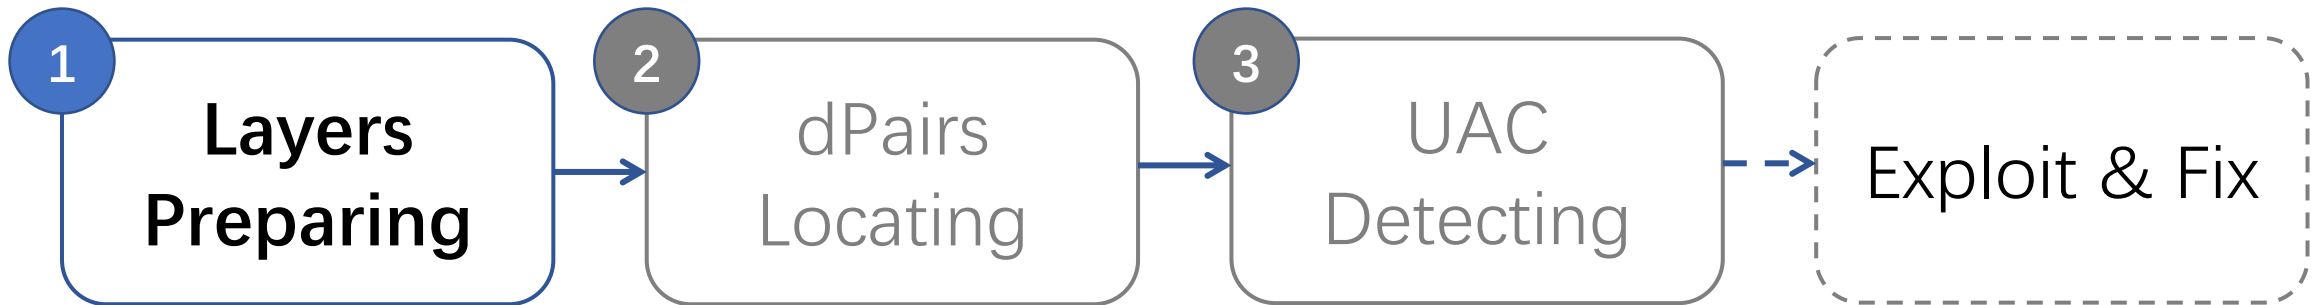 1
Layers
Preparing
2
dPairs
Locating
3
UAC
Detecting
Exploit & Fix